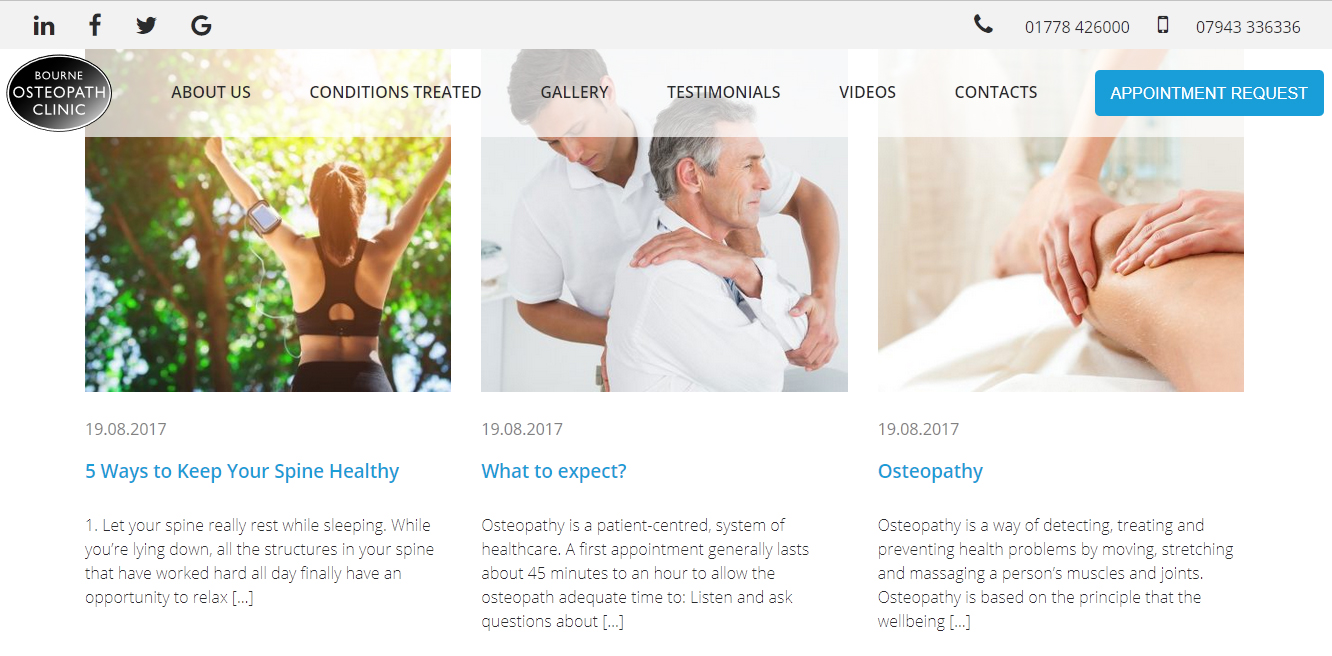 01778 426000
07943 336336
BOURNE
OSTEOPATH
CLINIC
ABOUT US
CONDITIONS TREATED
GALLERY
TESTIMONIALS
VIDEOS
CONTACTS
APPOINTMENT REQUEST
19.08.2017
5 Ways to Keep Your Spine Healthy
1. Let your spine really rest while sleeping. While
you’re lying down, all the structures in your spine
that have worked hard all day finally have an
opportunity to relax [...]
19.08.2017
What to expect?
Osteopathy is a patient-centred, system of
healthcare. A first appointment generally lasts
about 45 minutes to an hour to allow the
osteopath adequate time to: Listen and ask
questions about [...]
19.08.2017
Osteopathy
Osteopathy is a way of detecting, treating and
preventing health problems by moving, stretching
and massaging a person’s muscles and joints.
Osteopathy is based on the principle that the
wellbeing [...]